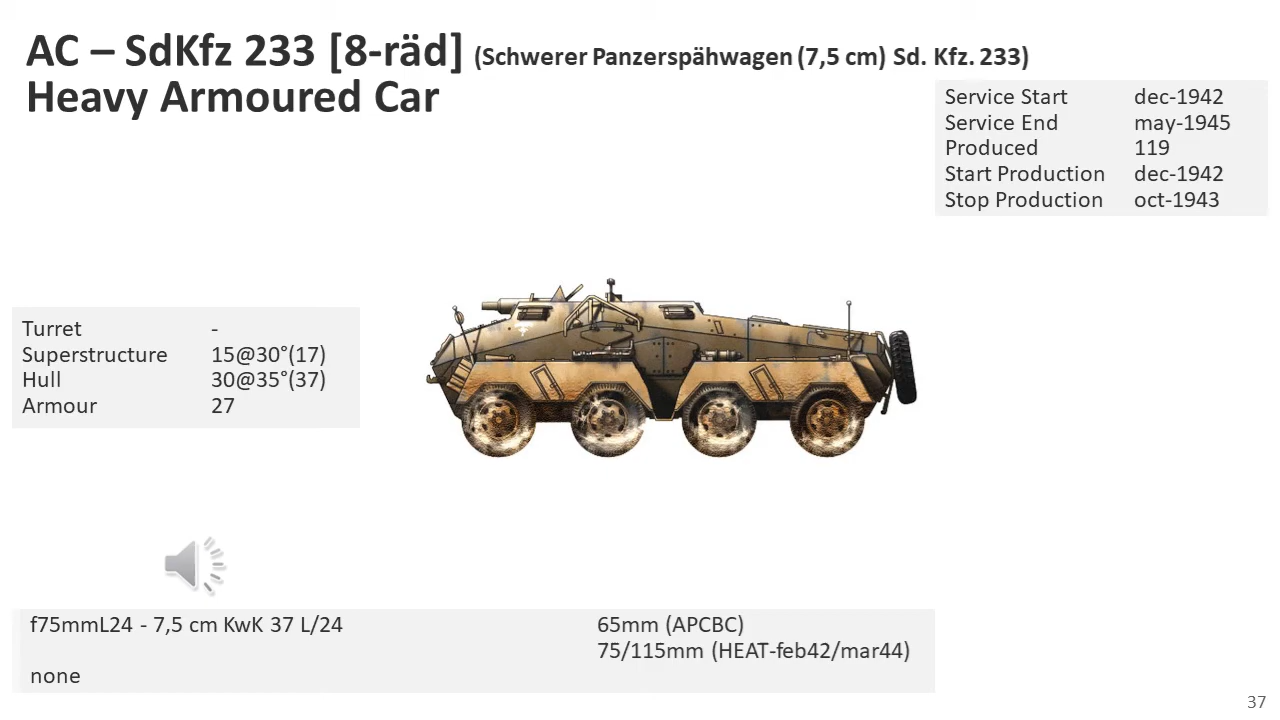 AC – SdKfz 233 [8-räd] (Schwerer Panzerspähwagen (7,5 cm) Sd. Kfz. 233)
Heavy Armoured Car
Service Start dec-1942
Service End may-1945
Produced 119
Start Production dec-1942
Stop Production oct-1943
Turret -
Superstructure 15@30°(17)
Hull 30@35°(37)
Armour 27
f75mmL24 - 7,5 cm KwK 37 L/24 65mm (APCBC)
75/115mm (HEAT-feb42/mar44)
none
37